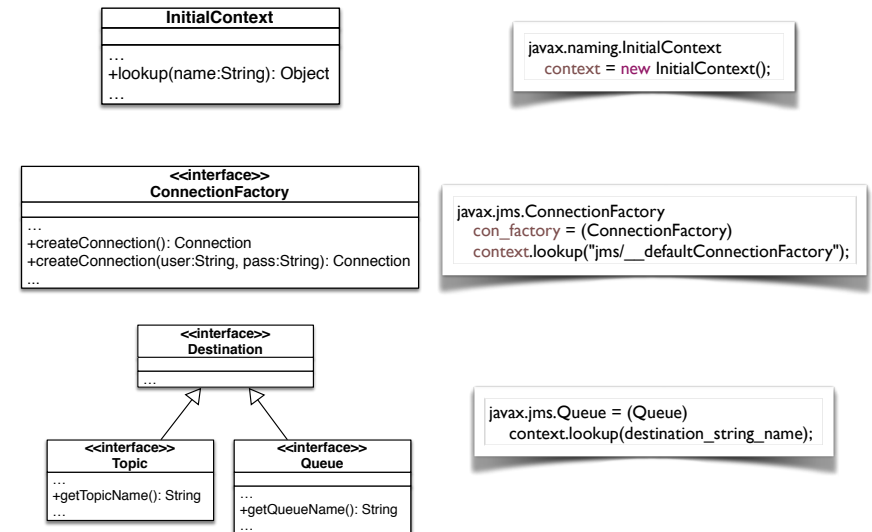 InitialContext
…
+lookup(name:String): Object
…
javax.naming.InitialContext
context = new InitialContext();
<<interface>>
ConnectionFactory
…
+createConnection(): Connection
+createConnection(user:String, pass:String): Connection
...
javax.jms.ConnectionFactory
con_factory = (ConnectionFactory)
context.lookup("jms/__defaultConnectionFactory");
<<interface>>
Destination
…
<<interface>>
Topic
…
+getTopicName(): String
…
<<interface>>
Queue
…
+getQueueName(): String
…
javax.jms.Queue = (Queue)
context.lookup(destination_string_name);